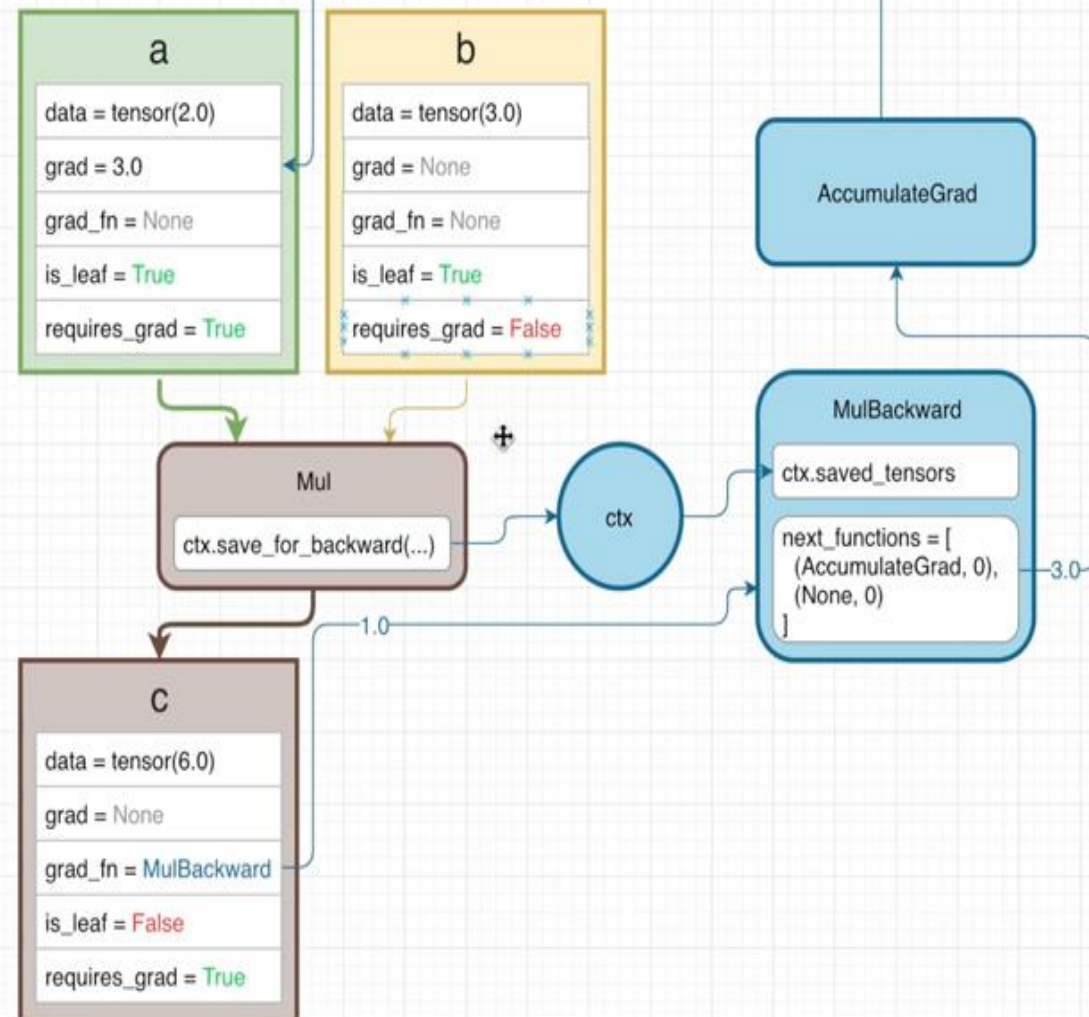 a
data = tensor(2.0)
grad = 3.0
grad_fn = None
is_leaf = True
requires_grad = True
b
data = tensor(3.0)
grad = None
grad_fn = None
is_leaf = True
requires_grad = False
AccumulateGrad
Mul
ctx.save_for_backward(...)
ctx
MulBackward
ctx.saved_tensors
next_functions = [
(AccumulateGrad, 0),
(None, 0)
]
3.0
1.0
c
data = tensor(6.0)
grad = None
grad_fn = MulBackward
is_leaf = False
requires_grad = True